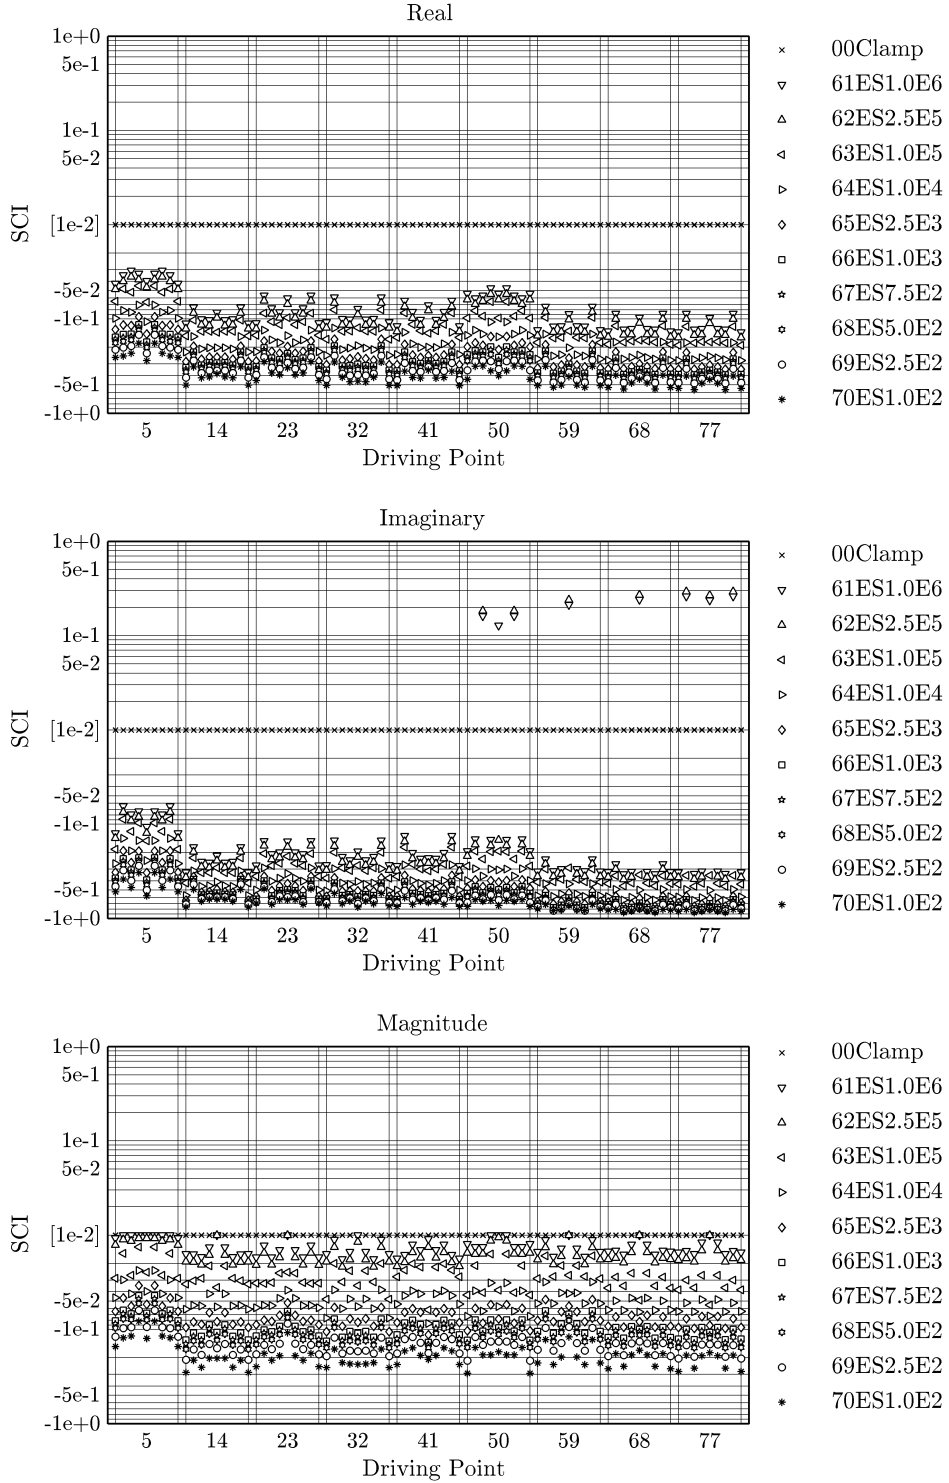 Real
1e+0
5e-1
1e-1
5e-2
[1e-2]
-5e-2
-1e-1
-5e-1
-1e+0
SCI
5 14 23 32 41 50 59 68 77
Driving Point
00Clamp
61ES1.0E6
62ES2.5E5
63ES1.0E5
64ES1.0E4
65ES2.5E3
66ES1.0E3
67ES7.5E2
68ES5.0E2
69ES2.5E2
70ES1.0E2
Imaginary
1e+0
5e-1
1e-1
5e-2
[1e-2]
-5e-2
-1e-1
-5e-1
-1e+0
SCI
5 14 23 32 41 50 59 68 77
Driving Point
00Clamp
61ES1.0E6
62ES2.5E5
63ES1.0E5
64ES1.0E4
65ES2.5E3
66ES1.0E3
67ES7.5E2
68ES5.0E2
69ES2.5E2
70ES1.0E2
Magnitude
1e+0
5e-1
1e-1
5e-2
[1e-2]
-5e-2
-1e-1
-5e-1
-1e+0
SCI
5 14 23 32 41 50 59 68 77
Driving Point
00Clamp
61ES1.0E6
62ES2.5E5
63ES1.0E5
64ES1.0E4
65ES2.5E3
66ES1.0E3
67ES7.5E2
68ES5.0E2
69ES2.5E2
70ES1.0E2